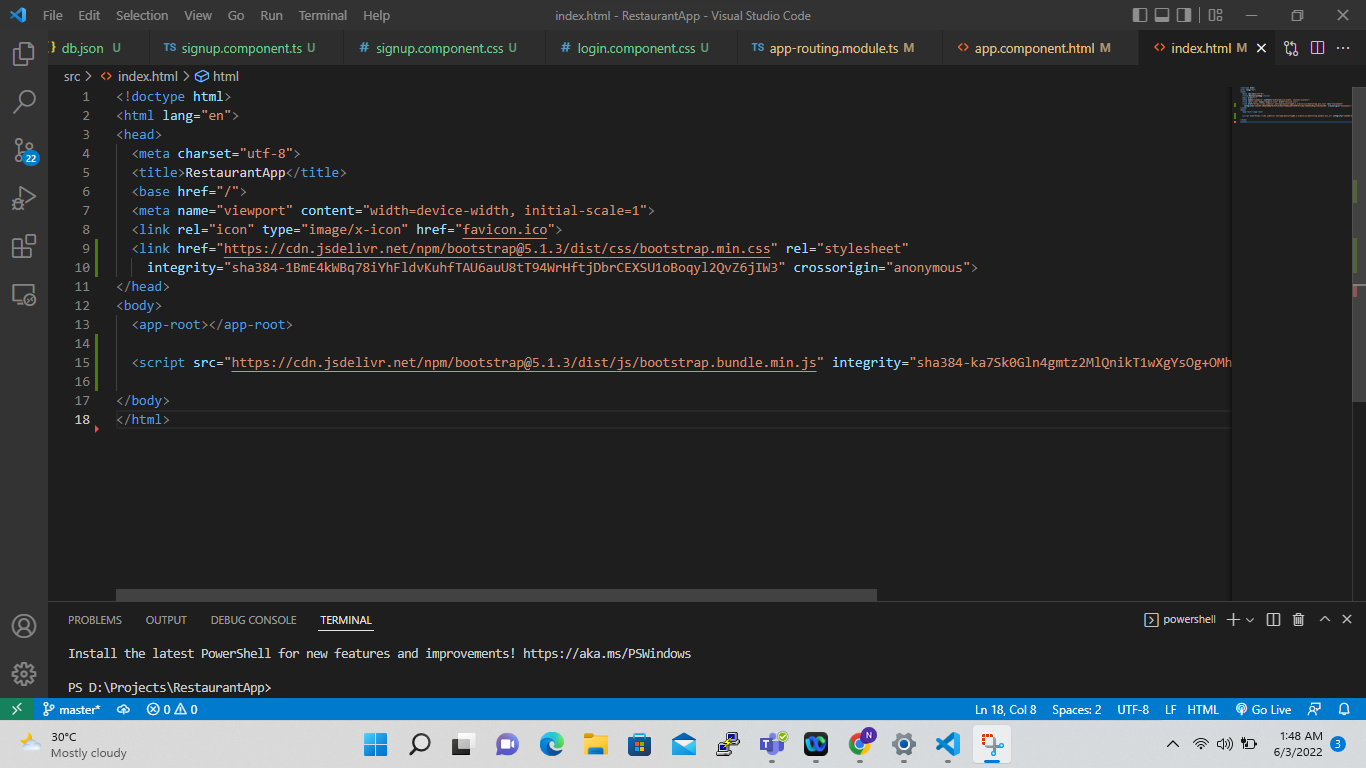 File Edit Selection View Go Run Terminal Help index.html - RestaurantApp - Visual Studio Code
} db.json U TS signup.component.ts U # signup.component.css U # login.component.css U TS app-routing.module.ts M <> app.component.html M <> index.html M
src > <> index.html > html
1 <!doctype html>
2 <html lang="en">
3 <head>
4 <meta charset="utf-8">
5 <title>RestaurantApp</title>
6 <base href="/">
7 <meta name="viewport" content="width=device-width, initial-scale=1">
8 <link rel="icon" type="image/x-icon" href="favicon.ico">
9 <link href="https://cdn.jsdelivr.net/npm/bootstrap@5.1.3/dist/css/bootstrap.min.css" rel="stylesheet"
10 integrity="sha384-1BmE4kWBq78iYhFldvKuhfTAU6auU8tT94WrHftjDbrCEXSU1oBoqyl2QvZ6jIW3" crossorigin="anonymous">
11 </head>
12 <body>
13 <app-root></app-root>
14
15 <script src="https://cdn.jsdelivr.net/npm/bootstrap@5.1.3/dist/js/bootstrap.bundle.min.js" integrity="sha384-ka7Sk0Gln4gmtz2MlQnikT1wXgYsOg+OMh
16
17 </body>
18 </html>
22
PROBLEMS OUTPUT DEBUG CONSOLE TERMINAL powershell
Install the latest PowerShell for new features and improvements! https://aka.ms/PSWindows
PS D:\Projects\RestaurantApp>
master* 0 0 Ln 18, Col 8 Spaces: 2 UTF-8 LF HTML Go Live
30°C
Mostly cloudy
N
1:48 AM
6/3/2022
3